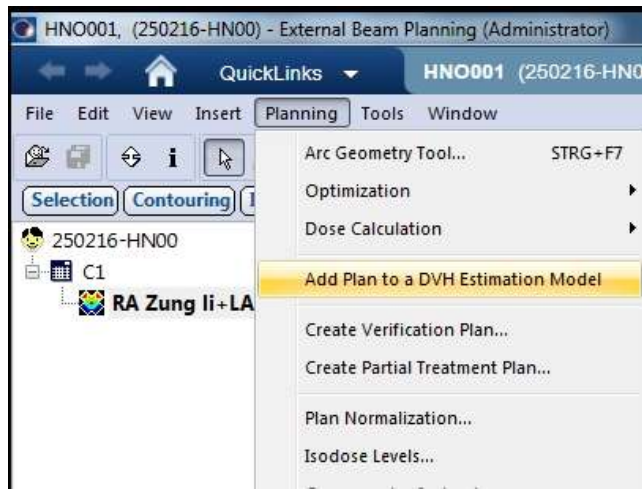 HNO001, (250216-HN00) - External Beam Planning (Administrator)
QuickLinks HNO001 (250216-HN0
File Edit View Insert Planning Tools Window
Selection Contouring
Arc Geometry Tool... STRG+F7
Optimization
Dose Calculation
Add Plan to a DVH Estimation Model
Create Verification Plan...
Create Partial Treatment Plan...
Plan Normalization...
Isodose Levels...
250216-HN00
C1
RA Zung li+LA